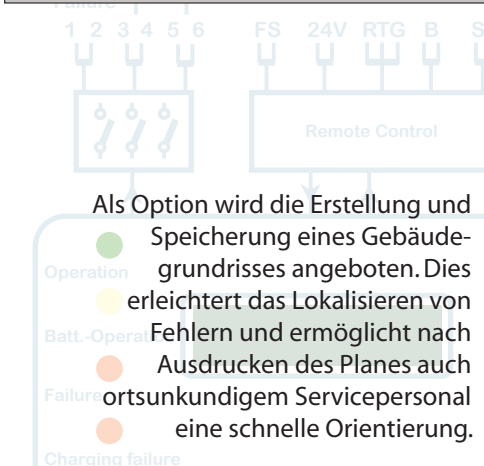 Failure
1 2 3 4 5 6 FS 24V RTG B S
Remote Control
Als Option wird die Erstellung und
Speicherung eines Gebäude-
grundrisses angeboten. Dies
erleichtert das Lokalisieren von
Fehlern und ermöglicht nach
Ausdrucken des Planes auch
ortsunkundigem Servicepersonal
eine schnelle Orientierung.
Operation
Batt.-Operation
Failure
Charging failure